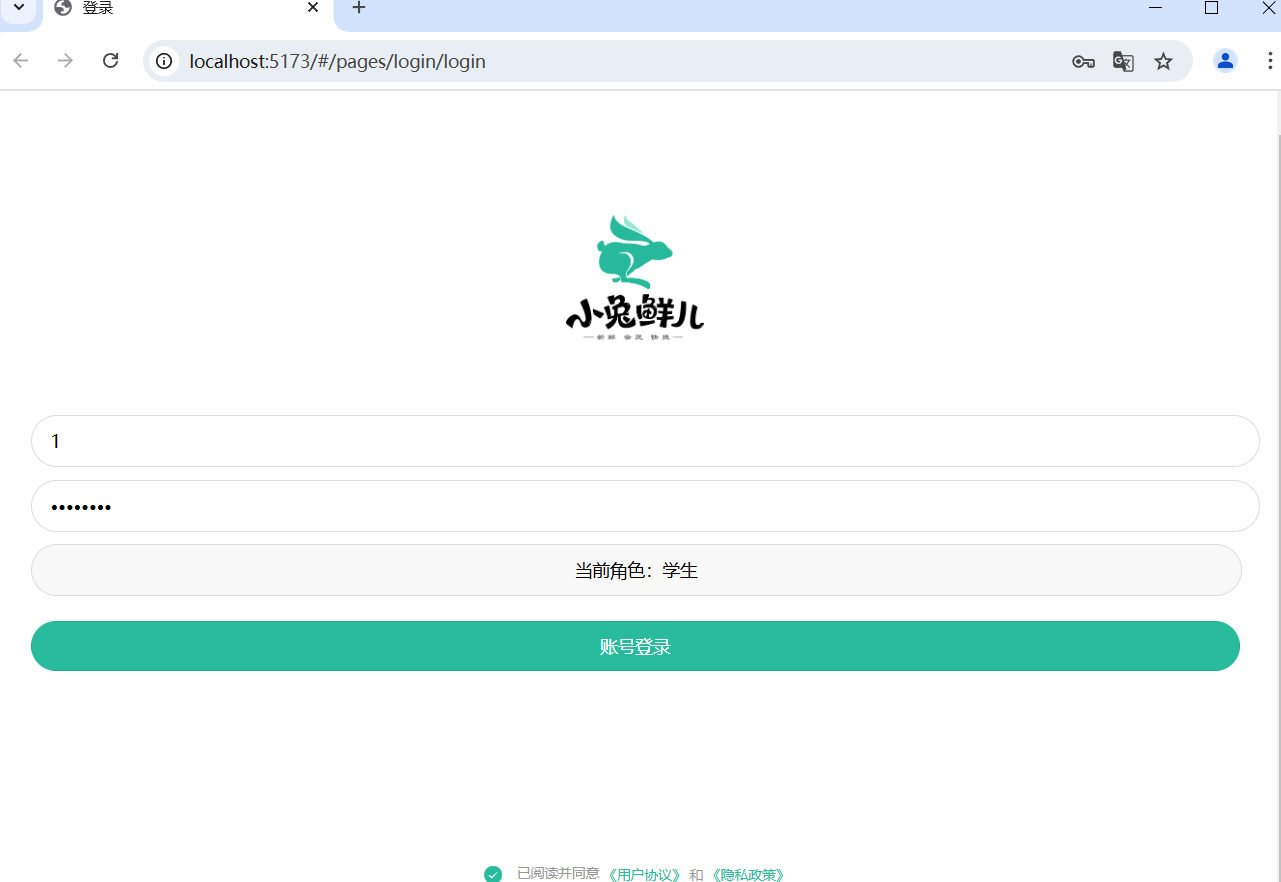 登录
localhost:5173/#/pages/login/login
小兔鲜儿
新鲜 亲民 快捷
1
••••••••
当前角色：学生
账号登录
已阅读并同意 《用户协议》 和 《隐私政策》